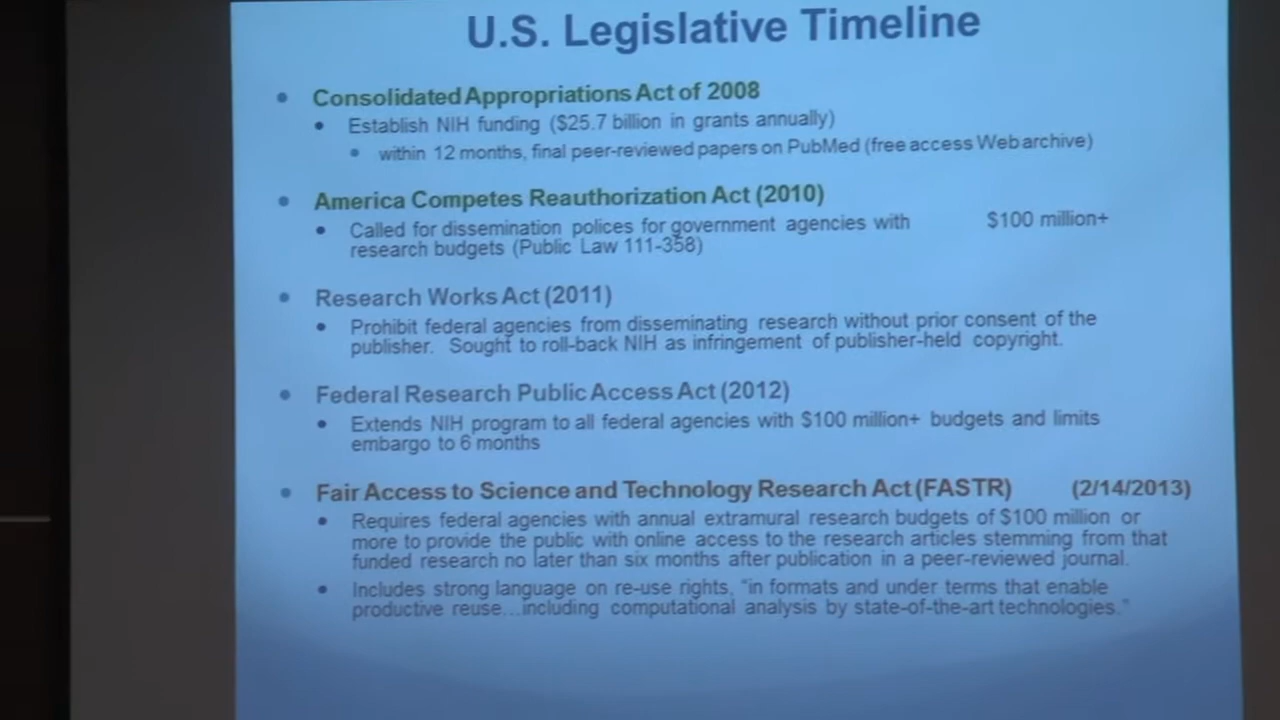 U.S. Legislative Timeline
• Consolidated Appropriations Act of 2008
• Establish NIH funding ($25.7 billion in grants annually)
• within 12 months, final peer-reviewed papers on PubMed (free access Web archive)
• America Competes Reauthorization Act (2010)
• Called for dissemination polices for government agencies with $100 million+
research budgets (Public Law 111-358)
• Research Works Act (2011)
• Prohibit federal agencies from disseminating research without prior consent of the
publisher. Sought to roll-back NIH as infringement of publisher-held copyright.
• Federal Research Public Access Act (2012)
• Extends NIH program to all federal agencies with $100 million+ budgets and limits
embargo to 6 months
• Fair Access to Science and Technology Research Act (FASTR) (2/14/2013)
• Requires federal agencies with annual extramural research budgets of $100 million or
more to provide the public with online access to the research articles stemming from that
funded research no later than six months after publication in a peer-reviewed journal.
• Includes strong language on re-use rights, "in formats and under terms that enable
productive reuse...including computational analysis by state-of-the-art technologies."